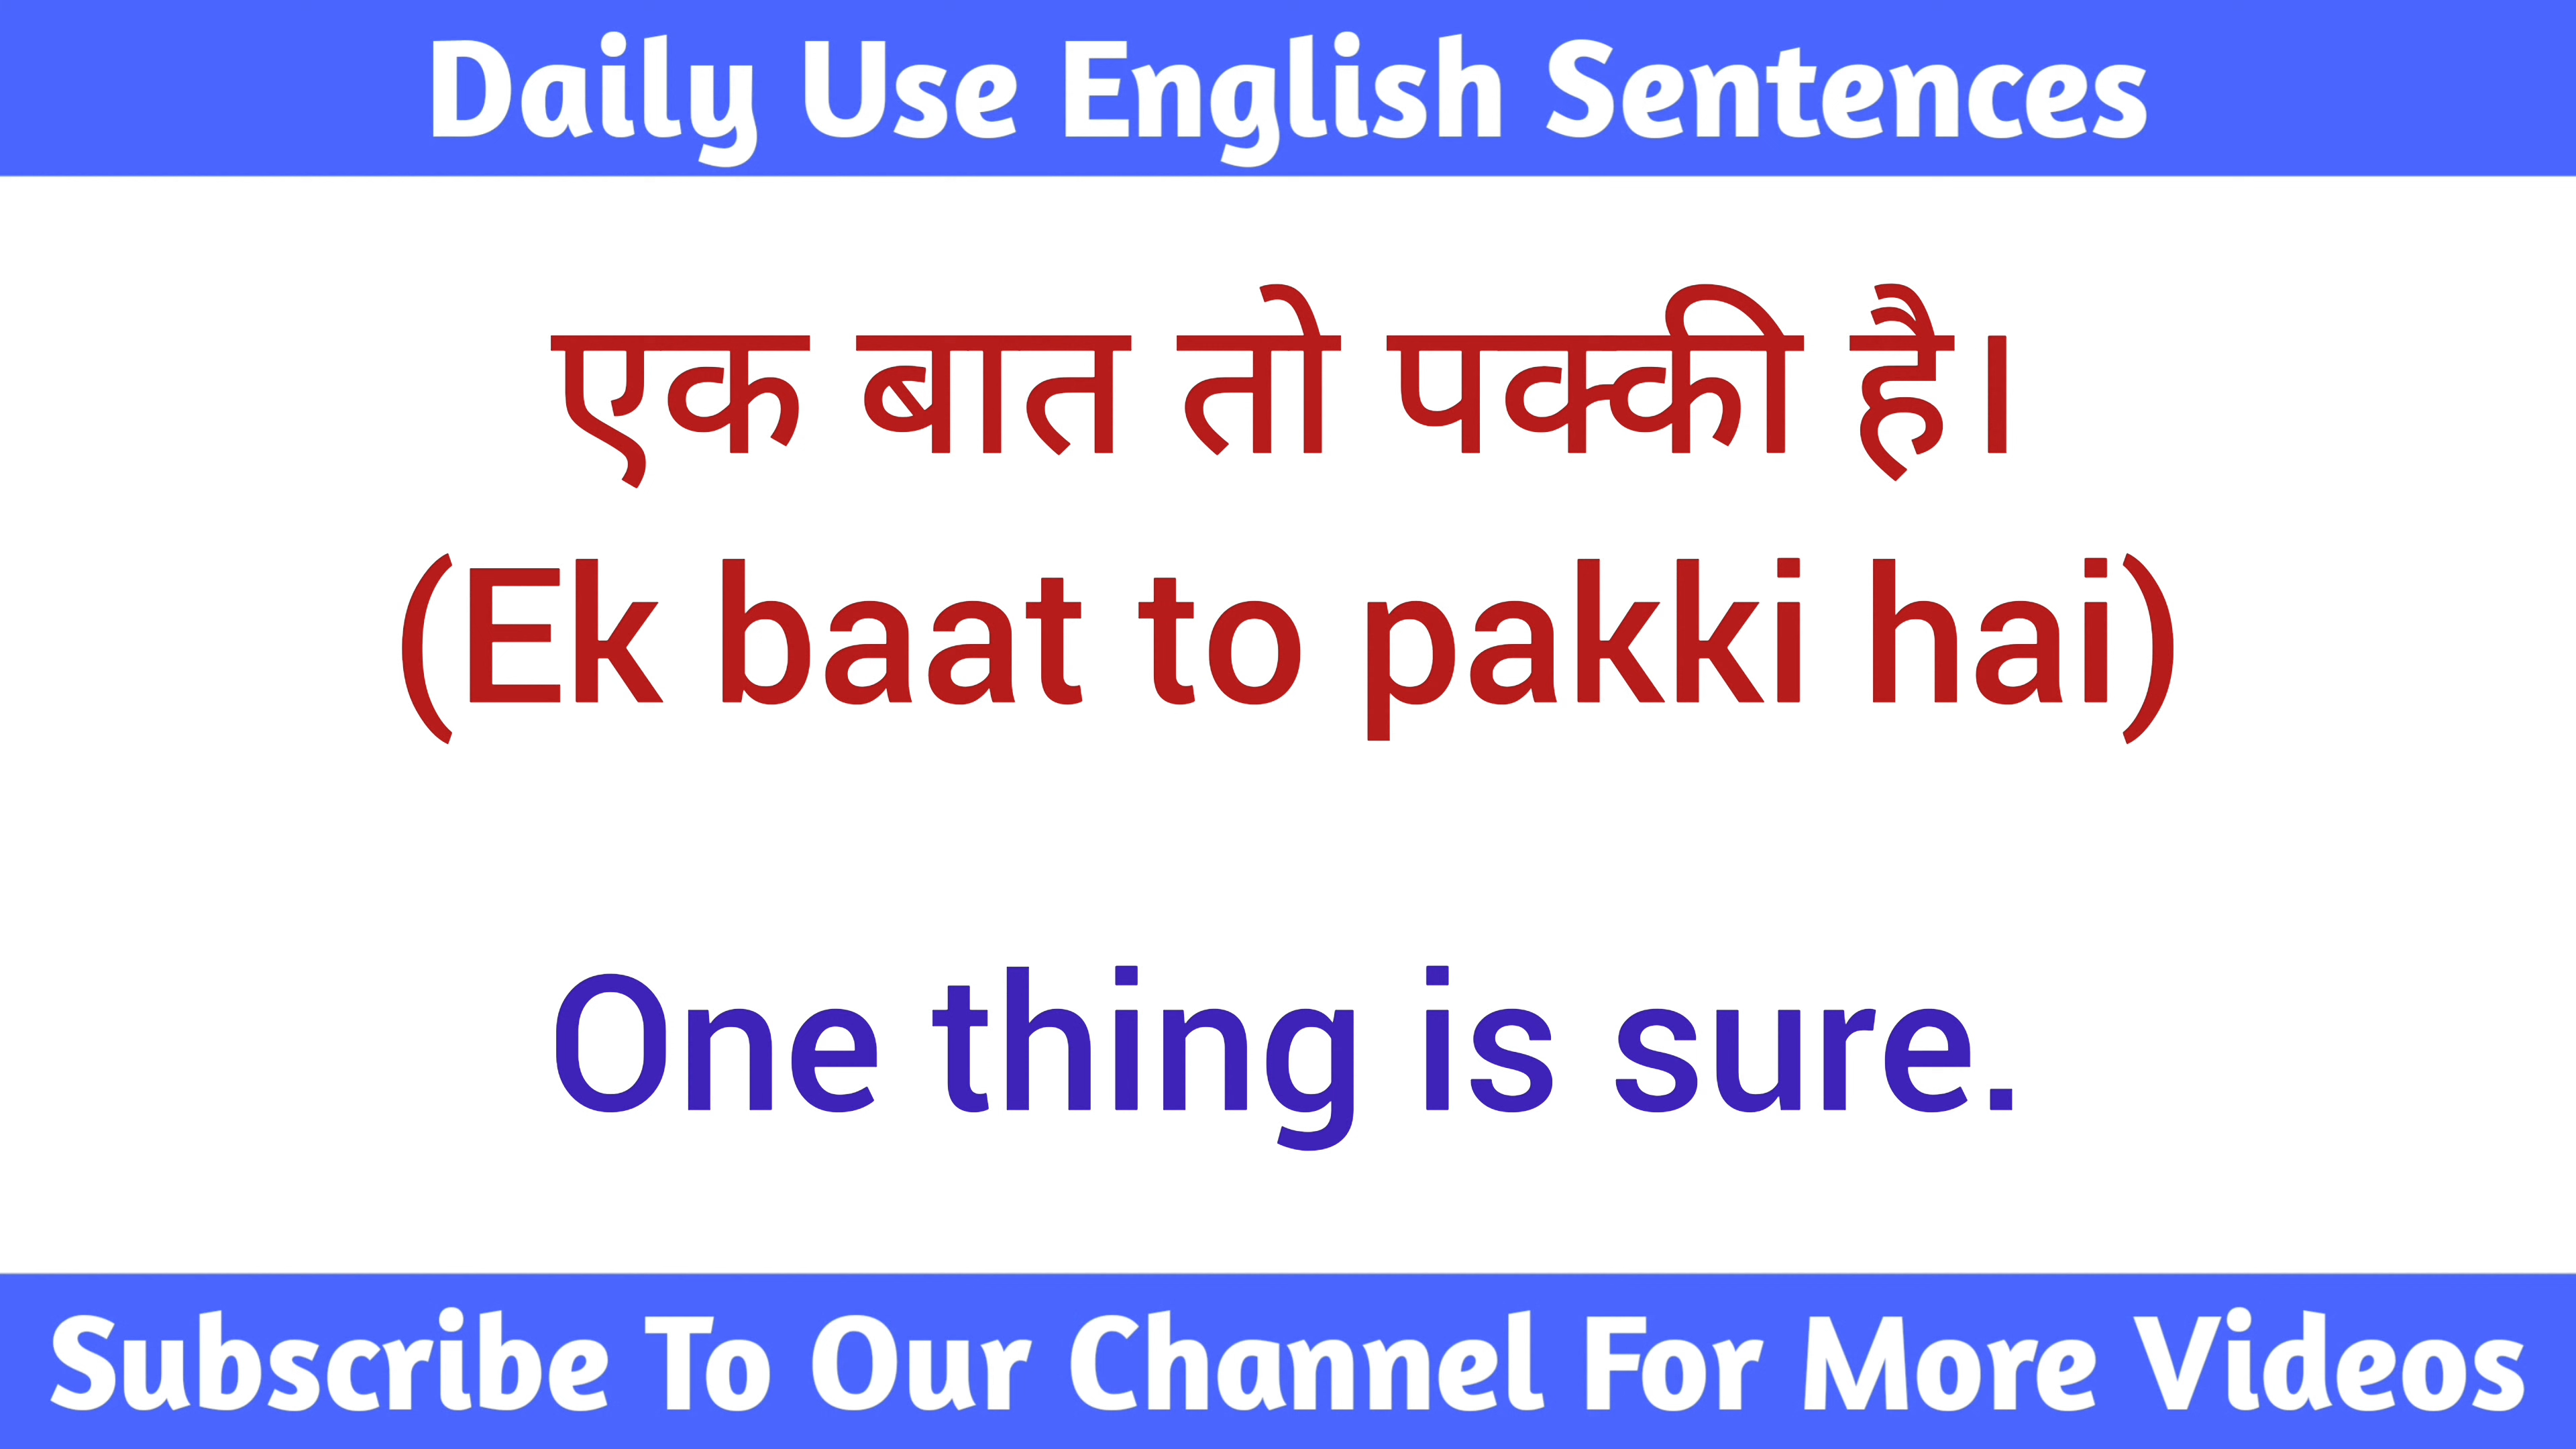 Daily Use English Sentences
एक बात तो पक्की है।
(Ek baat to pakki hai)
One thing is sure.
Subscribe To Our Channel For More Videos